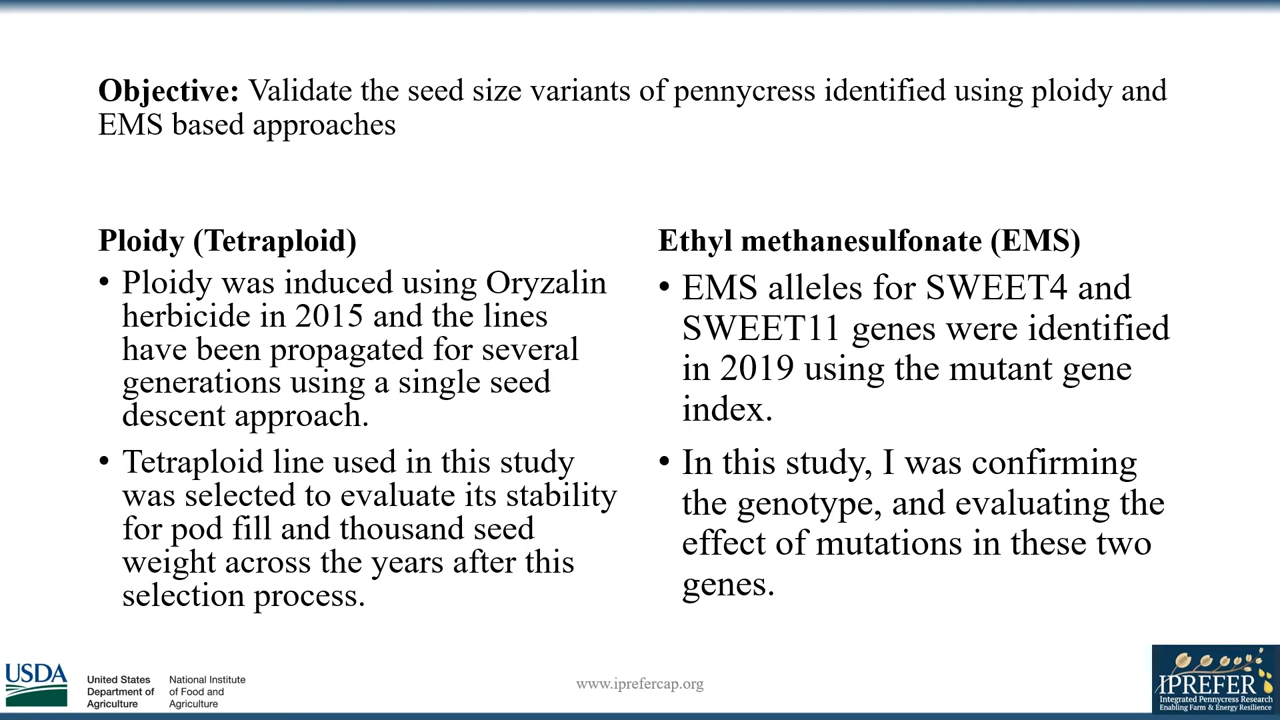 Objective: Validate the seed size variants of pennycress identified using ploidy and
EMS based approaches
Ploidy (Tetraploid)
• Ploidy was induced using Oryzalin
herbicide in 2015 and the lines
have been propagated for several
generations using a single seed
descent approach.
• Tetraploid line used in this study
was selected to evaluate its stability
for pod fill and thousand seed
weight across the years after this
selection process.
Ethyl methanesulfonate (EMS)
• EMS alleles for SWEET4 and
SWEET11 genes were identified
in 2019 using the mutant gene
index.
• In this study, I was confirming
the genotype, and evaluating the
effect of mutations in these two
genes.
USDA
United States
Department of
Agriculture
National Institute
of Food and
Agriculture
www.iprefercap.org
IPREFER
Integrated Pennycress Research
Enabling Farm & Energy Resilience